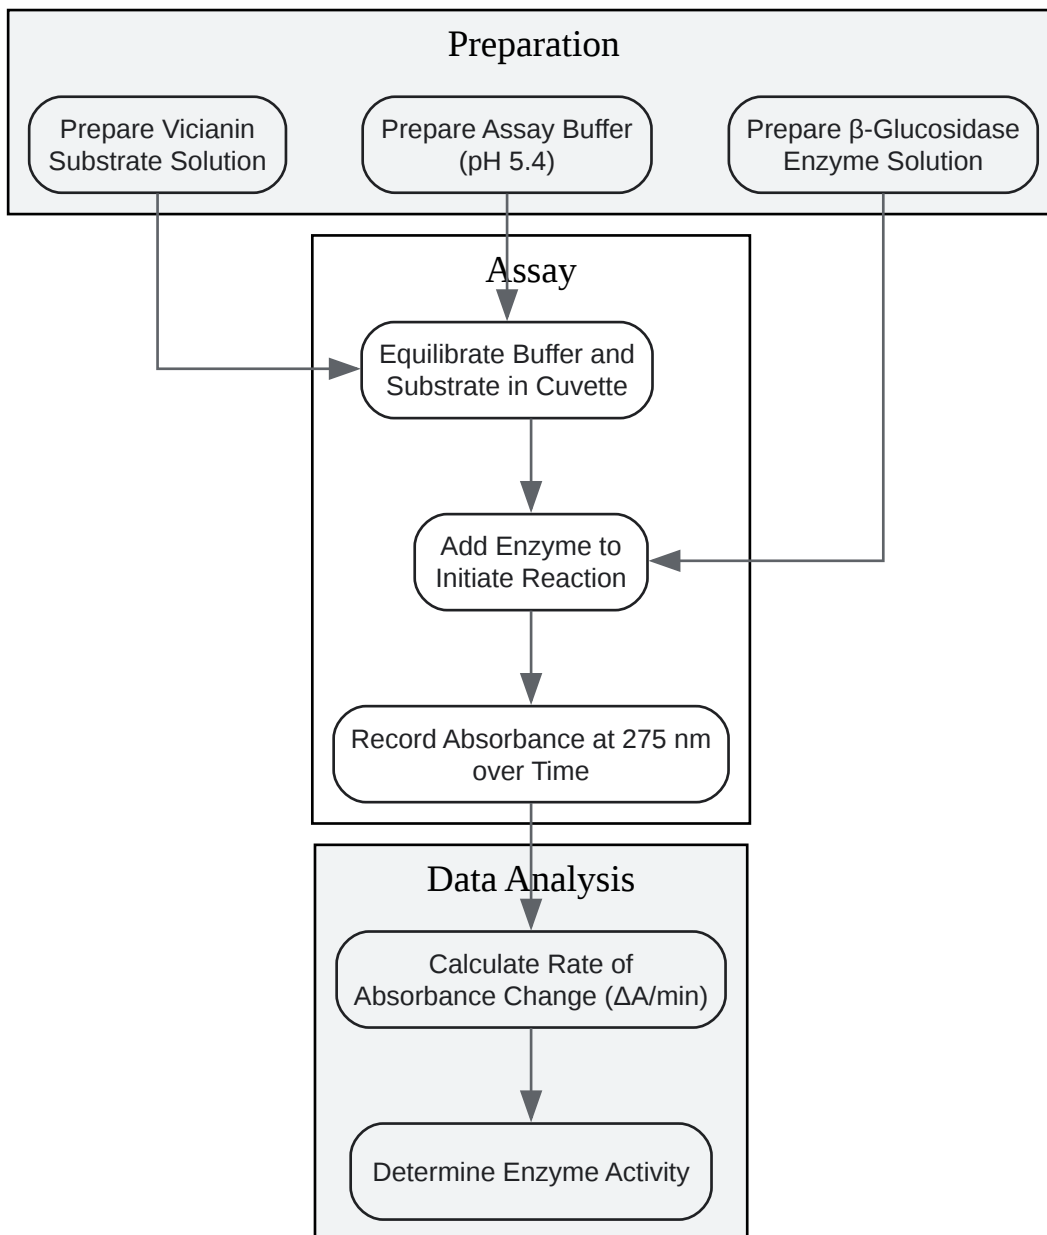 Preparation
Prepare Vicianin
Substrate Solution
Prepare Assay Buffer
(pH 5.4)
Prepare β-Glucosidase
Enzyme Solution
Assay
Equilibrate Buffer and
Substrate in Cuvette
Add Enzyme to
Initiate Reaction
Record Absorbance at 275 nm
over Time
Data Analysis
Calculate Rate of
Absorbance Change (ΔA/min)
Determine Enzyme Activity